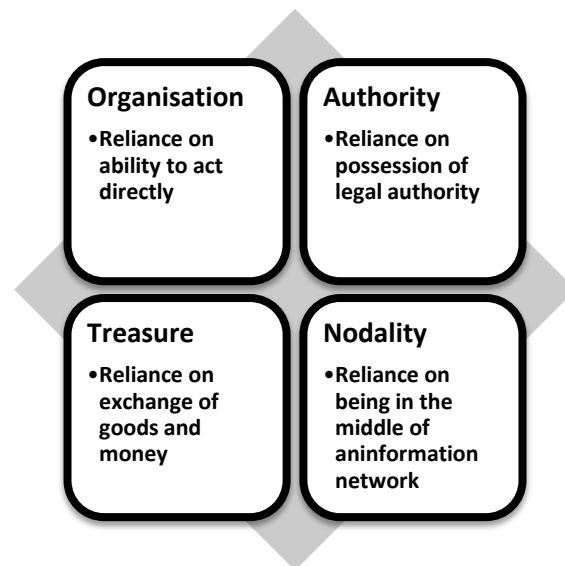 Organisation
•Reliance on
ability to act
directly
Authority
•Reliance on
possession of
legal authority
Treasure
•Reliance on
exchange of
goods and
money
Nodality
•Reliance on
being in the
middle of
aninformation
network